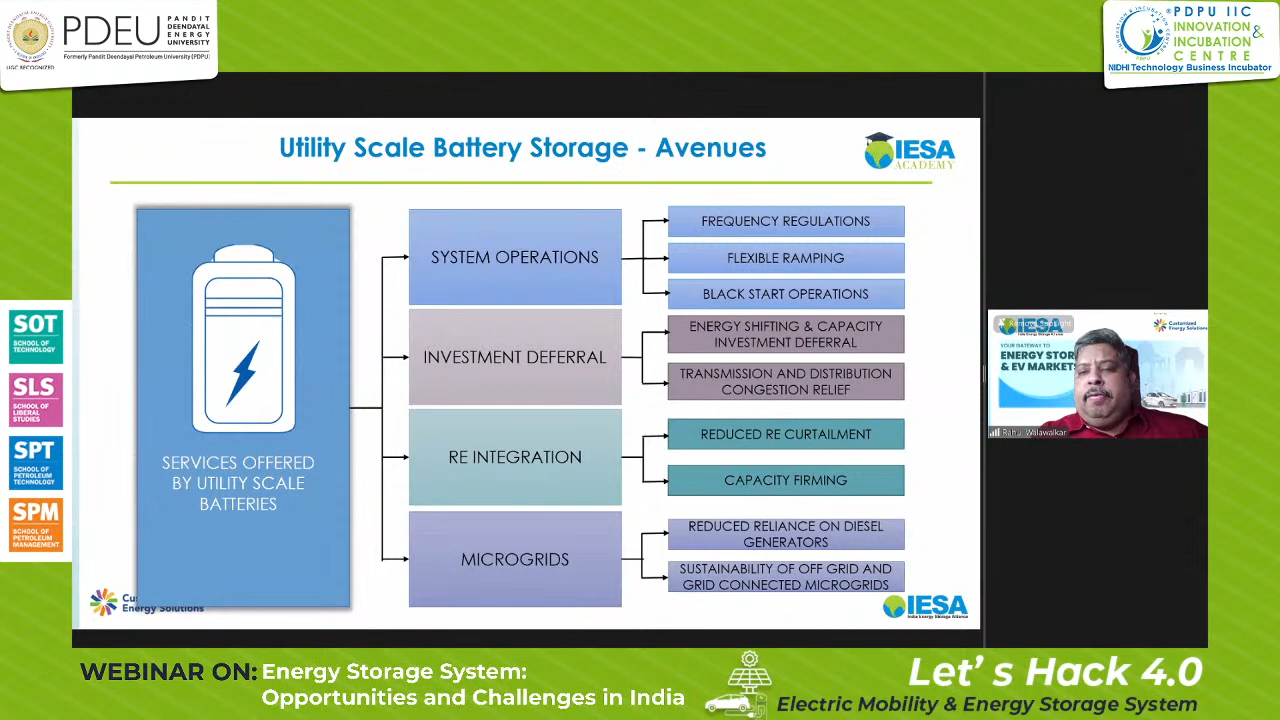 PDEU
PANDIT
DEENDAYAL
ENERGY
UNIVERSITY
Formerly Pandit Deendayal Petroleum University (PDPU)
UGC RECOGNIZED
PDPU IIC
INNOVATION
&
INCUBATION
CENTRE
NIDHI Technology Business Incubator
Utility Scale Battery Storage - Avenues
IESA
ACADEMY
SERVICES OFFERED
BY UTILITY SCALE
BATTERIES
SYSTEM OPERATIONS
FREQUENCY REGULATIONS
FLEXIBLE RAMPING
BLACK START OPERATIONS
INVESTMENT DEFERRAL
ENERGY SHIFTING & CAPACITY
INVESTMENT DEFERRAL
TRANSMISSION AND DISTRIBUTION
CONGESTION RELIEF
RE INTEGRATION
REDUCED RE CURTAILMENT
CAPACITY FIRMING
MICROGRIDS
REDUCED RELIANCE ON DIESEL
GENERATORS
SUSTAINABILITY OF OFF GRID AND
GRID CONNECTED MICROGRIDS
Energy Solutions
IESA
India Energy Storage Alliance
SOT
SCHOOL OF
TECHNOLOGY
SLS
SCHOOL OF
LIBERAL
STUDIES
SPT
SCHOOL OF
PETROLEUM
TECHNOLOGY
SPM
SCHOOL OF
PETROLEUM
MANAGEMENT
IESA
Customized
Energy Solutions
YOUR GATEWAY TO
ENERGY STOR
& EV MARKETS
Rahul Walawalkar
WEBINAR ON: Energy Storage System:
Opportunities and Challenges in India
Let' s Hack 4.0
Electric Mobility & Energy Storage System